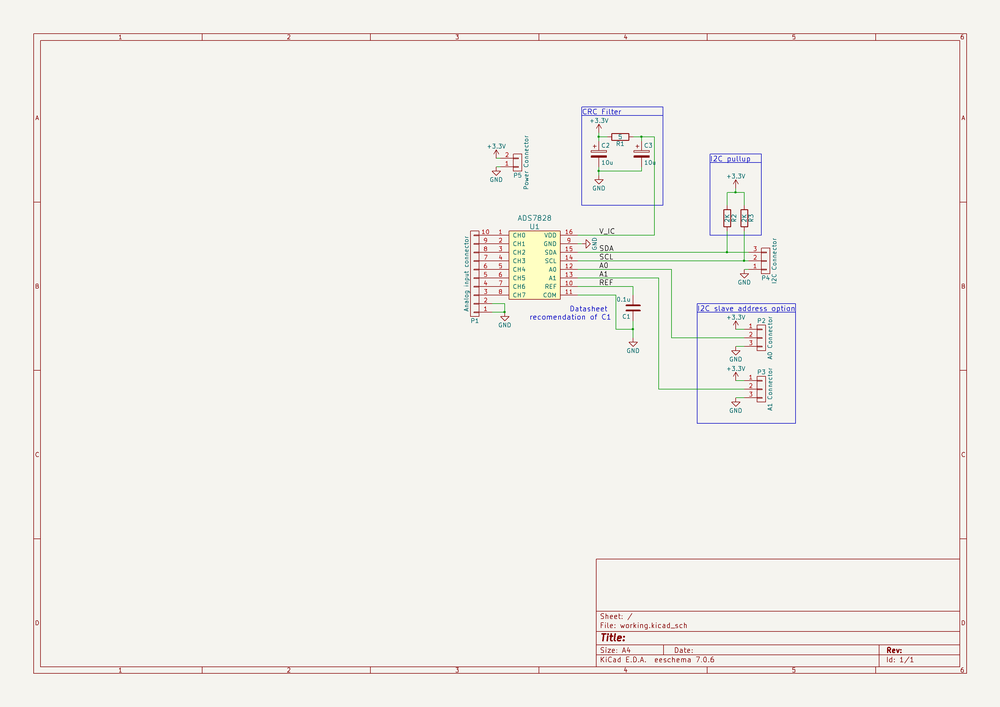 1 2 3 4 5 6
A A
CRC Filter
+3.3V
5
R1
C2 C3
10u 10u
GND
+3.3V
2
1
P5
GND
Power Connector
I2C pullup
+3.3V
2K R2 2K R3
B B
ADS7828
U1
10 1 CH0 VDD 16 V_IC
9 2 CH1 GND 9 GND
8 3 CH2 SDA 15 SDA
7 4 CH3 SCL 14 SCL
6 5 CH4 A0 12 A0
5 6 CH5 A1 13 A1
4 7 CH6 REF 10 REF
3 8 CH7 COM 11
2
1
P1
Analog input connector
GND
3
2
1
P4
I2C Connector
GND
0.1u
C1
GND
Datasheet
recomendation of C1
I2C slave address option
+3.3V
P2
1
2
3
GND
A0 Connector
+3.3V
P3
1
2
3
GND
A1 Connector
C C
D D
Sheet: /
File: working.kicad_sch
Title:
Size: A4 Date: Rev:
KiCad E.D.A. eeschema 7.0.6 Id: 1/1
1 2 3 4 5 6